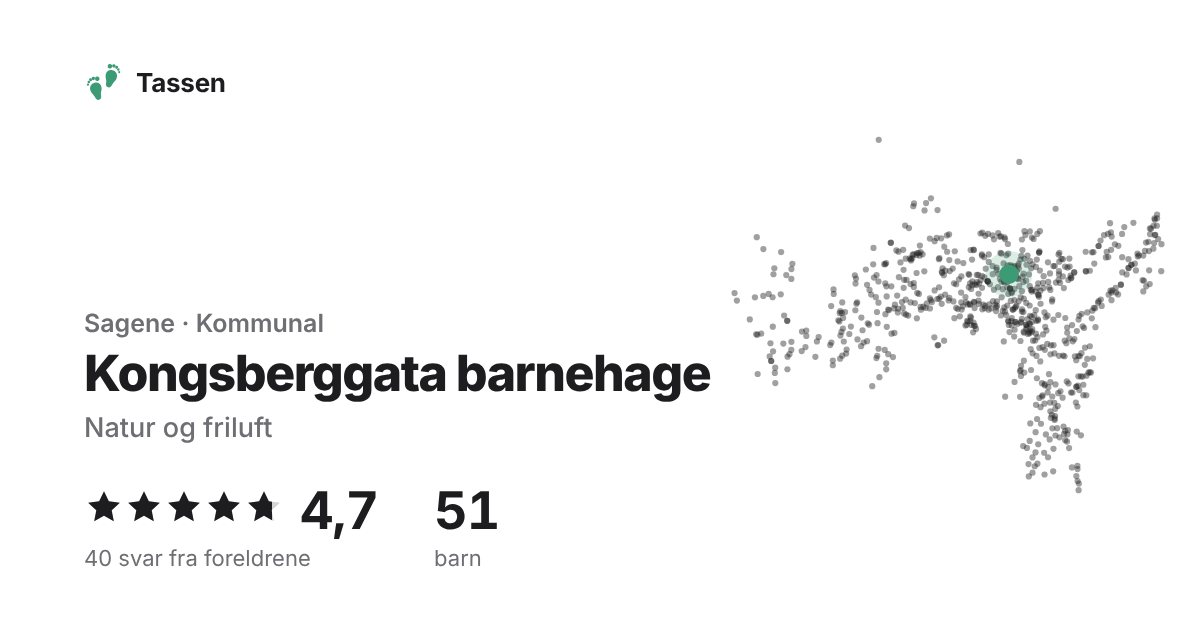 Tassen
Sagene · Kommunal
Kongsberggata barnehage
Natur og friluft
4,7 51
40 svar fra foreldrene barn